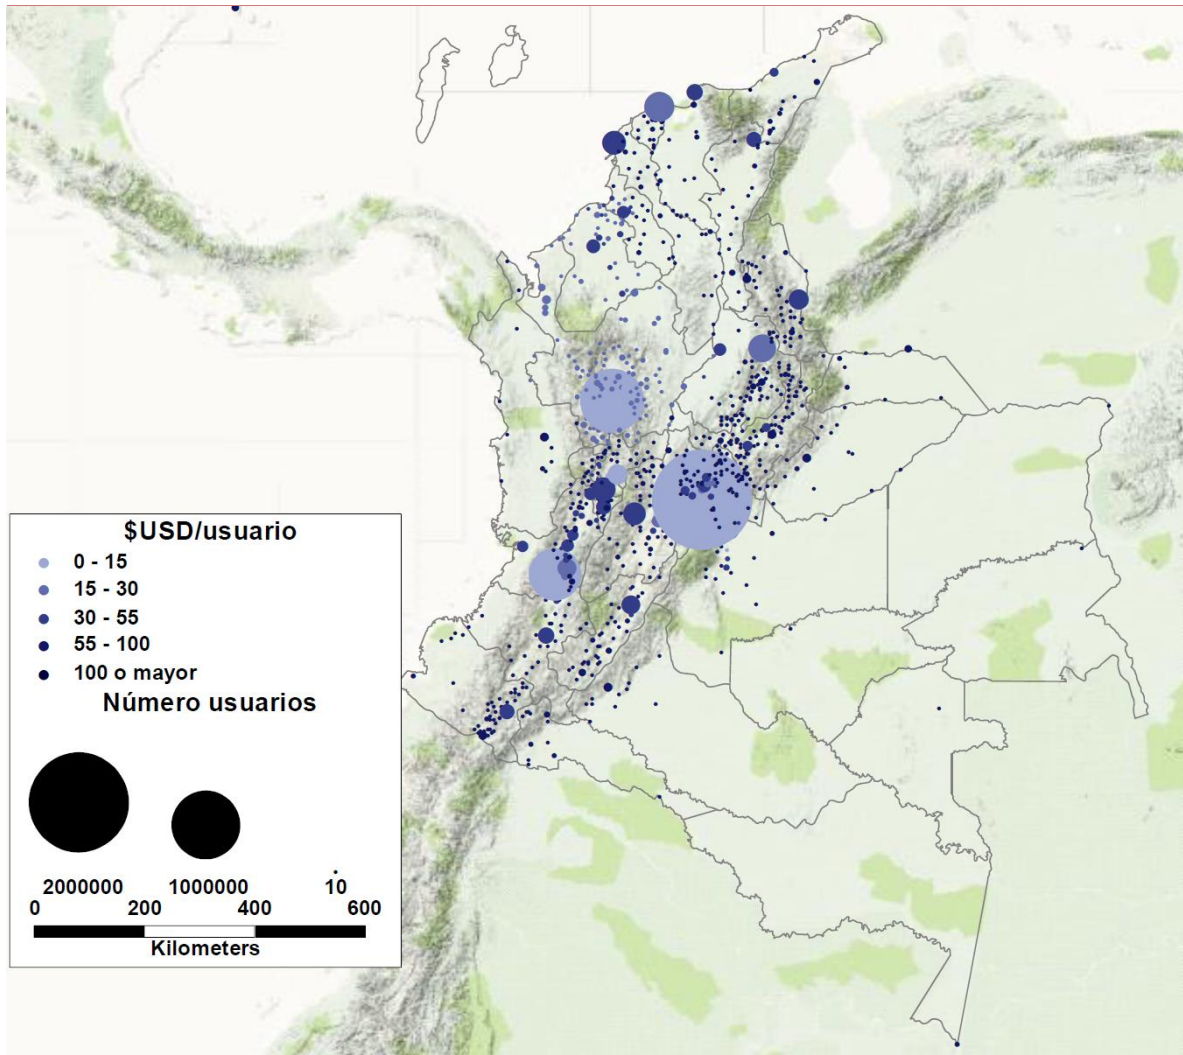 $USD/usuario
0 - 15
15 - 30
30 - 55
55 - 100
100 o mayor
Número usuarios
2000000 1000000 10
0 200 400 600
Kilometers